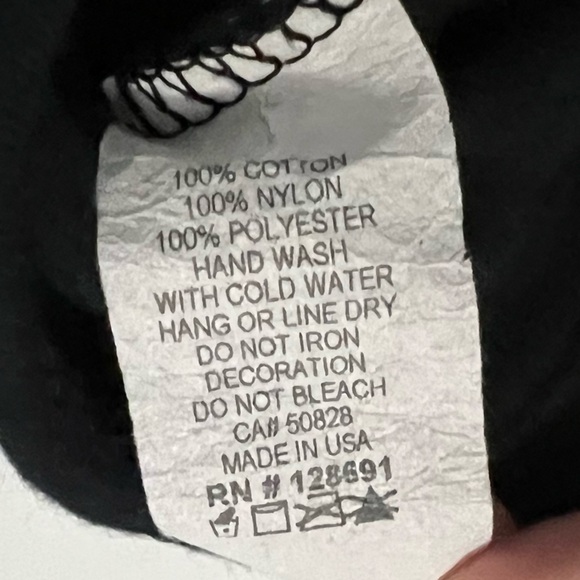 100% COTTON
100% NYLON
100% POLYESTER
HAND WASH
WITH COLD WATER
HANG OR LINE DRY
DO NOT IRON
DECORATION
DO NOT BLEACH
CA# 50828
MADE IN USA
RN # 128691